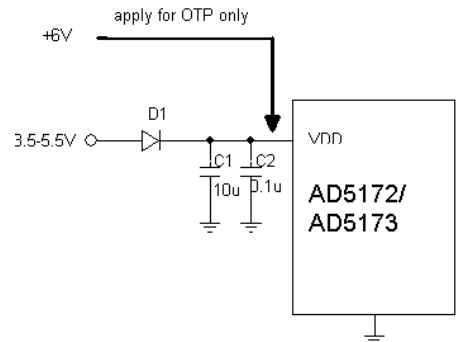 apply for OTP only
+6V
D1
3.5-5.5V
VDD
C1
C2
10u
0.1u
AD5172/
AD5173